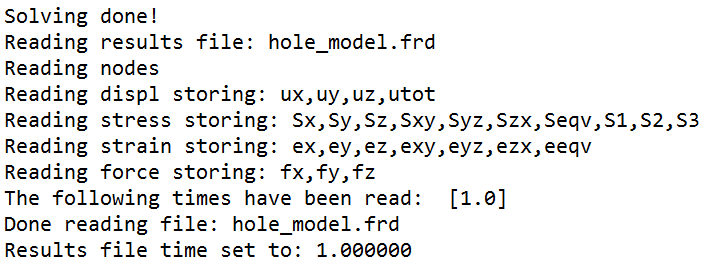 Solving done!
Reading results file: hole_model.frd
Reading nodes
Reading displ storing: ux,uy,uz,utot
Reading stress storing: Sx,Sy,Sz,Sxy,Syz,Szx,Seqv,S1,S2,S3
Reading strain storing: ex,ey,ez,exy,eyz,ezx,eeqv
Reading force storing: fx,fy,fz
The following times have been read:  [1.0]
Done reading file: hole_model.frd
Results file time set to: 1.000000